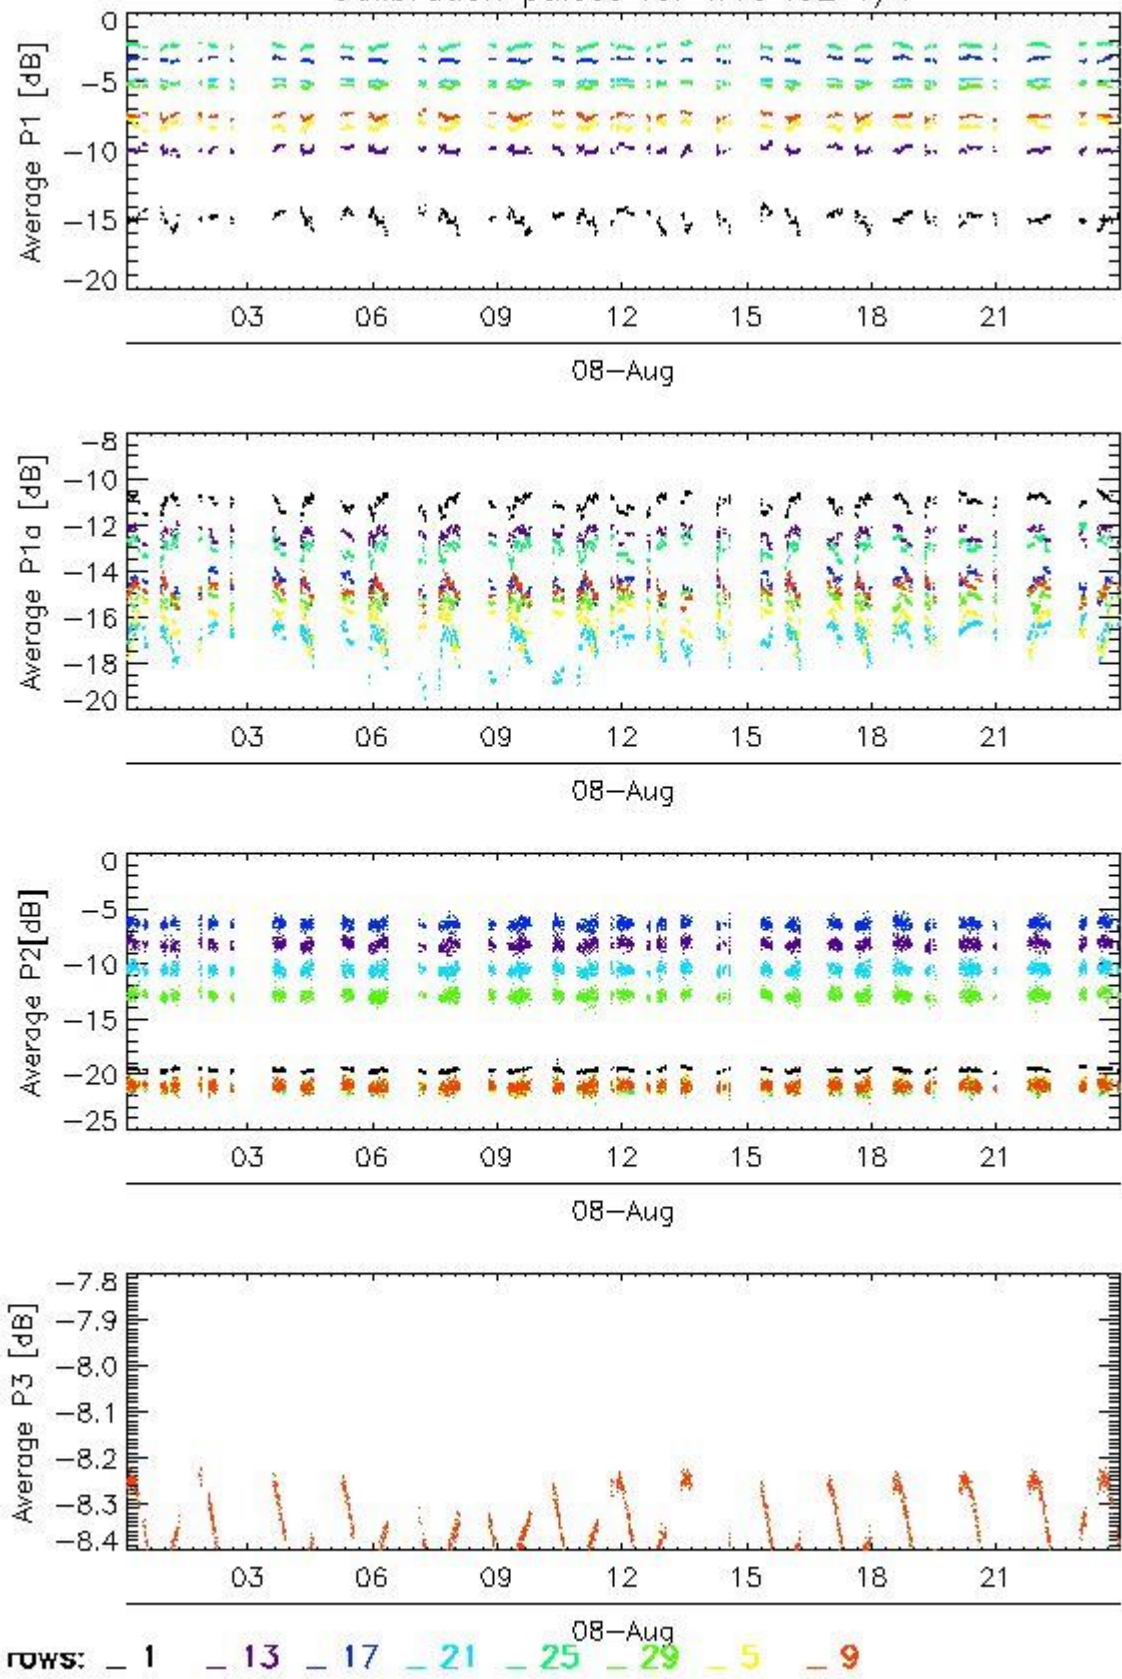 0
−5
−10
−15
−20
Average P1 [dB]
03 06 09 12 15 18 21
08−Aug
−8
−10
−12
−14
−16
−18
−20
Average P1a [dB]
03 06 09 12 15 18 21
08−Aug
0
−5
−10
−15
−20
−25
Average P2[dB]
03 06 09 12 15 18 21
08−Aug
−7.8
−7.9
−8.0
−8.1
−8.2
−8.3
−8.4
Average P3 [dB]
03 06 09 12 15 18 21
08−Aug
rows: _ 1 _ 13 _ 17 _ 21 _ 25 _ 29 _ 5 _ 9